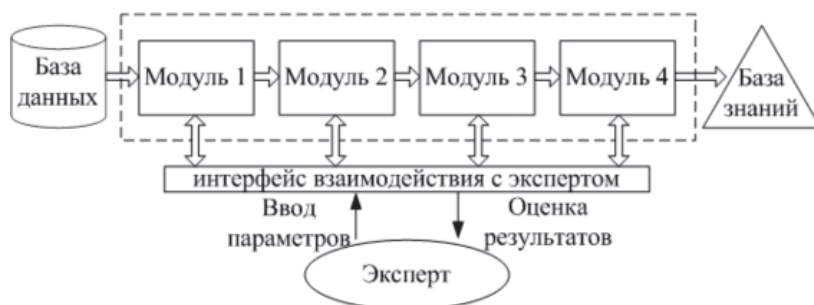 База
данных
Модуль 1
Модуль 2
Модуль 3
Модуль 4
База
знаний
интерфейс взаимодействия с экспертом
Ввод
параметров
Оценка
результатов
Эксперт